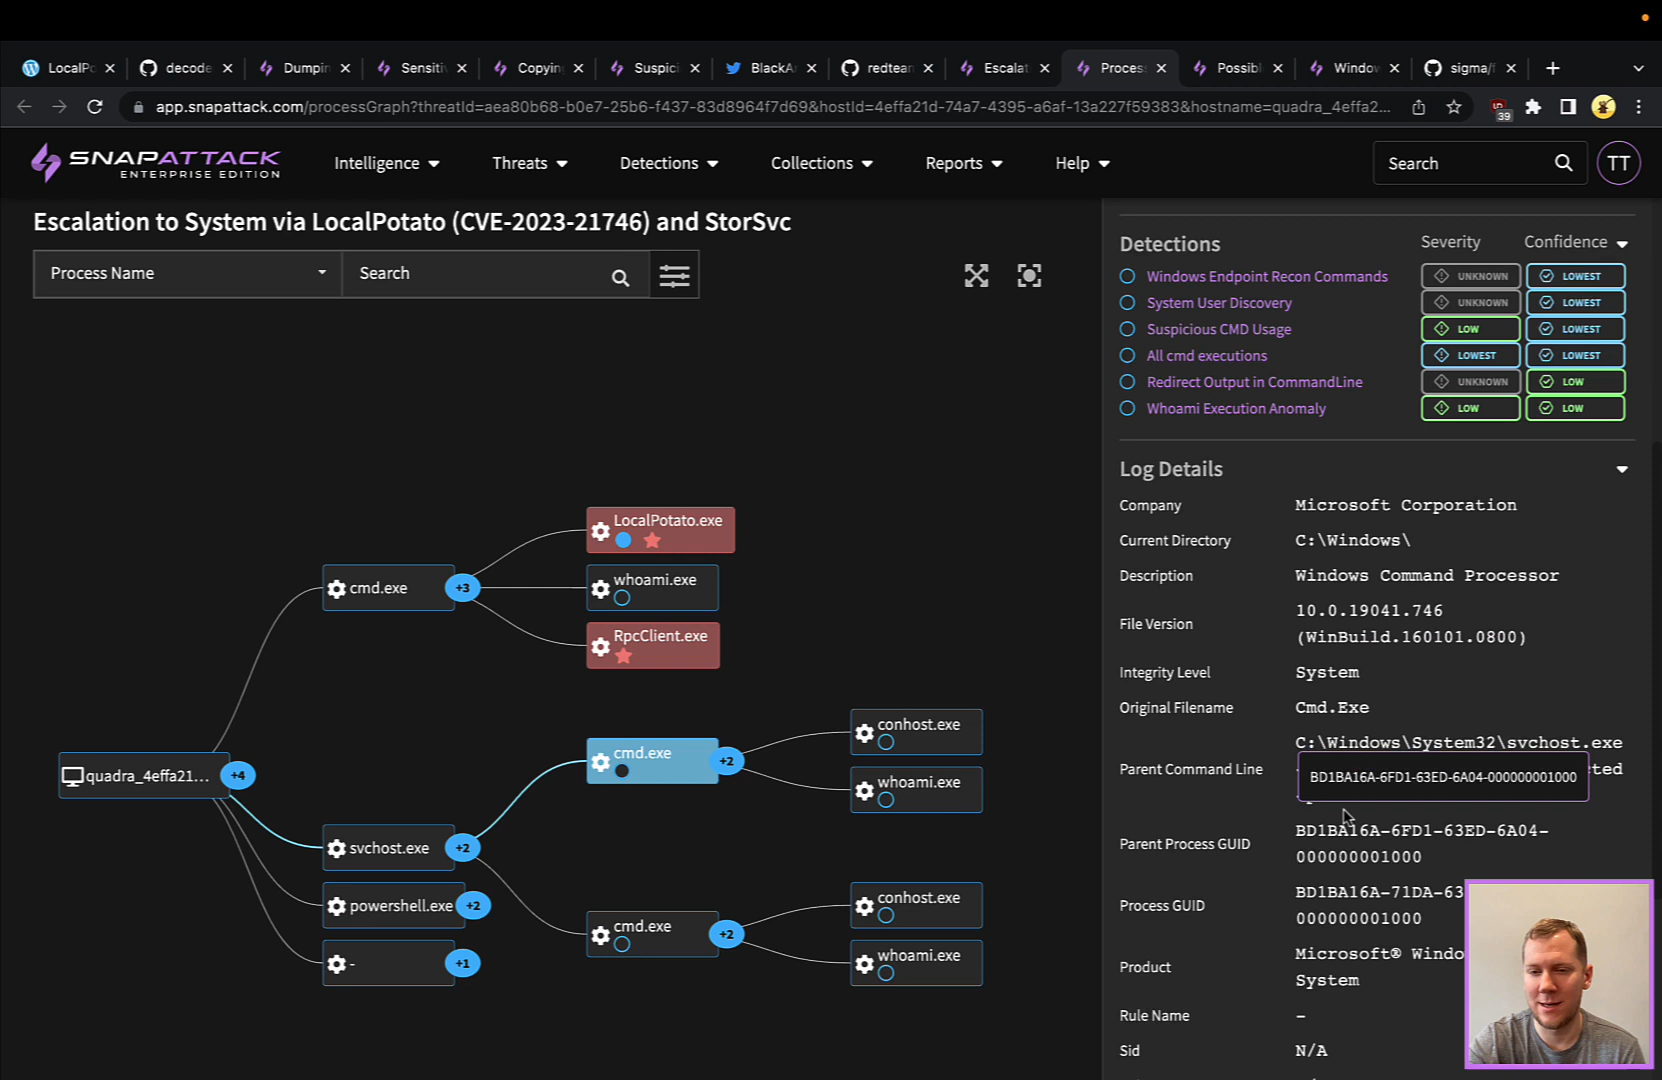 LocalPo
decode
Dumpin
Sensiti
Copyin
Suspic
BlackA
redtear
Escalat
Proces
Possibl
Windov
sigma/r
app.snapattack.com/processGraph?threatId=aea80b68-b0e7-25b6-f437-83d8964f7d69&hostId=4effa21d-74a7-4395-a6af-13a227f59383&hostname=quadra_4effa2...
39
SNAPATTACK
ENTERPRISE EDITION
Intelligence
Threats
Detections
Collections
Reports
Help
Search
TT
Escalation to System via LocalPotato (CVE-2023-21746) and StorSvc
Process Name
Search
quadra_4effa21...
+4
cmd.exe
+3
LocalPotato.exe
whoami.exe
RpcClient.exe
svchost.exe
+2
cmd.exe
+2
conhost.exe
whoami.exe
cmd.exe
+2
conhost.exe
whoami.exe
powershell.exe
+2
-
+1
Detections Severity Confidence
Windows Endpoint Recon Commands UNKNOWN LOWEST
System User Discovery UNKNOWN LOWEST
Suspicious CMD Usage LOW LOWEST
All cmd executions LOWEST LOWEST
Redirect Output in CommandLine UNKNOWN LOW
Whoami Execution Anomaly LOW LOW
Log Details
Company Microsoft Corporation
Current Directory C:\Windows\
Description Windows Command Processor
File Version 10.0.19041.746
(WinBuild.160101.0800)
Integrity Level System
Original Filename Cmd.Exe
Parent Command Line C:\Windows\System32\svchost.exe
ted
BD1BA16A-6FD1-63ED-6A04-000000001000
Parent Process GUID BD1BA16A-6FD1-63ED-6A04-
000000001000
Process GUID BD1BA16A-71DA-63
000000001000
Product Microsoft® Windo
System
Rule Name -
Sid N/A